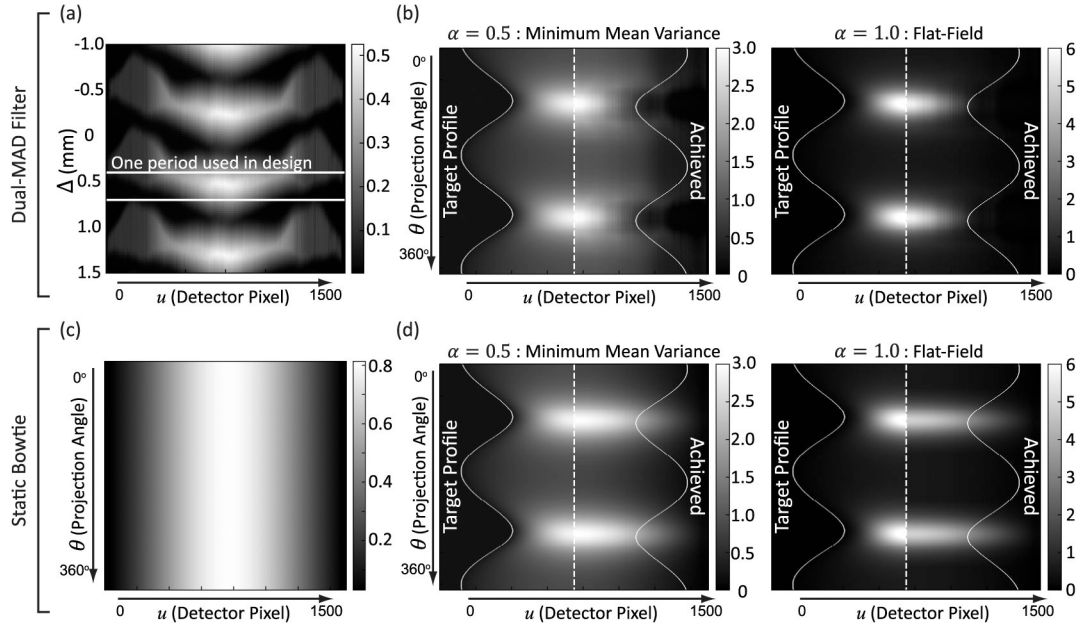 Dual-MAD Filter
(a)
Δ (mm)
-1.0
-0.5
0
0.5
1.0
1.5
One period used in design
0.5
0.4
0.3
0.2
0.1
0
1500
u (Detector Pixel)
(b)
α = 0.5 : Minimum Mean Variance
0°
θ (Projection Angle)
360°
Target Profile
Achieved
3.0
2.5
2.0
1.5
1.0
0.5
0
0
1500
u (Detector Pixel)
α = 1.0 : Flat-Field
Target Profile
Achieved
6
5
4
3
2
1
0
0
1500
u (Detector Pixel)
Static Bowtie
(c)
0°
θ (Projection Angle)
360°
0.8
0.6
0.4
0.2
0
1500
u (Detector Pixel)
(d)
α = 0.5 : Minimum Mean Variance
0°
θ (Projection Angle)
360°
Target Profile
Achieved
3.0
2.5
2.0
1.5
1.0
0.5
0
0
1500
u (Detector Pixel)
α = 1.0 : Flat-Field
Target Profile
Achieved
6
5
4
3
2
1
0
0
1500
u (Detector Pixel)